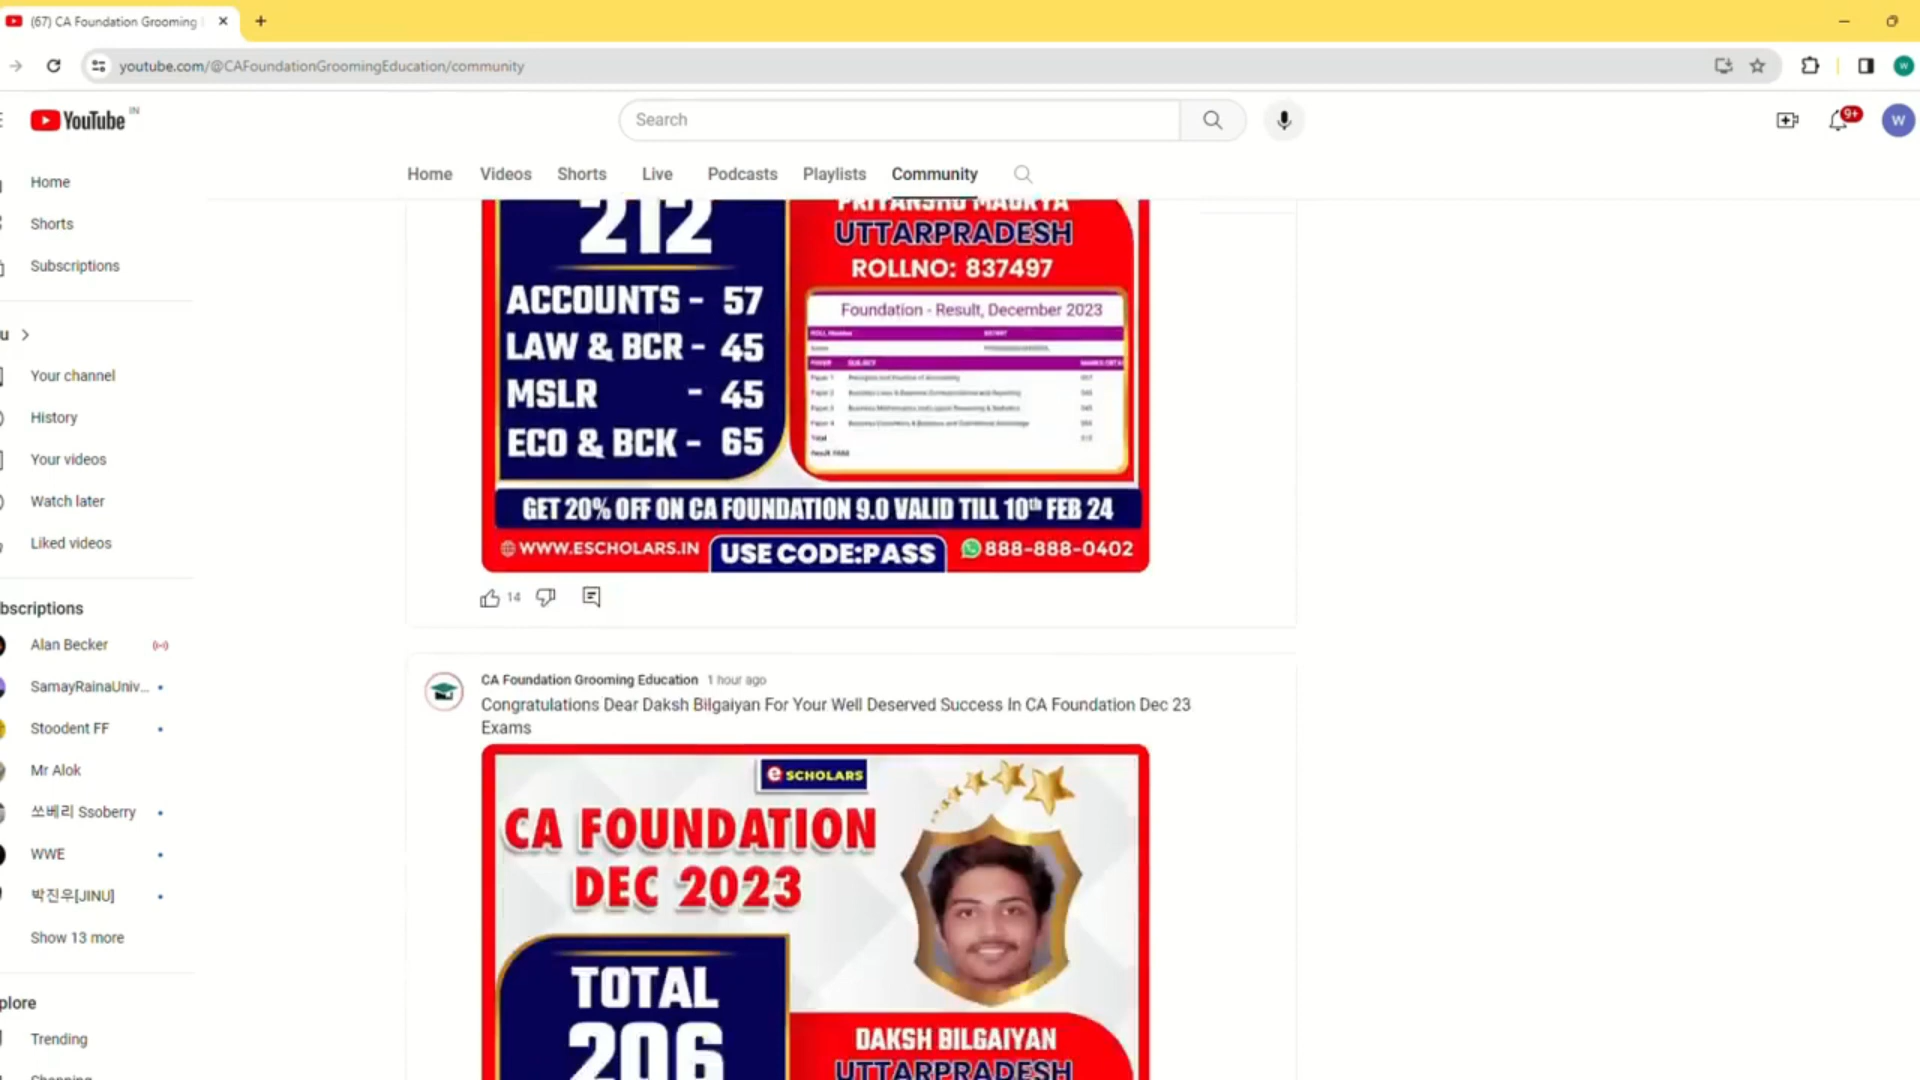 (67) CA Foundation Grooming
youtube.com/@CAFoundationGroomingEducation/community
W
YouTube IN
Search
9+
W
Home
Videos
Shorts
Live
Podcasts
Playlists
Community
Home
Shorts
Subscriptions
u
Your channel
History
Your videos
Watch later
Liked videos
bscriptions
Alan Becker
SamayRainaUniv...
Stoodent FF
Mr Alok
쏘베리 Ssoberry
WWE
박진우[JINU]
Show 13 more
plore
Trending
Shopping
212
ACCOUNTS - 57
LAW & BCR - 45
MSLR - 45
ECO & BCK - 65
PRIYANSHU MAURYA
UTTARPRADESH
ROLLNO: 837497
Foundation - Result, December 2023
GET 20% OFF ON CA FOUNDATION 9.0 VALID TILL 10th FEB 24
WWW.ESCHOLARS.IN
USE CODE:PASS
888-888-0402
14
CA Foundation Grooming Education 1 hour ago
Congratulations Dear Daksh Bilgaiyan For Your Well Deserved Success In CA Foundation Dec 23
Exams
e SCHOLARS
CA FOUNDATION
DEC 2023
TOTAL
206
DAKSH BILGAIYAN
UTTARPRADESH